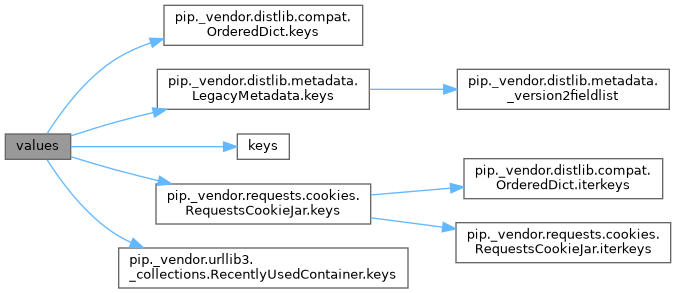 pip._vendor.distlib.compat.
OrderedDict.keys
pip._vendor.distlib.metadata.
LegacyMetadata.keys
pip._vendor.distlib.metadata.
_version2fieldlist
values
keys
pip._vendor.requests.cookies.
RequestsCookieJar.keys
pip._vendor.distlib.compat.
OrderedDict.iterkeys
pip._vendor.requests.cookies.
RequestsCookieJar.iterkeys
pip._vendor.urllib3.
_collections.RecentlyUsedContainer.keys